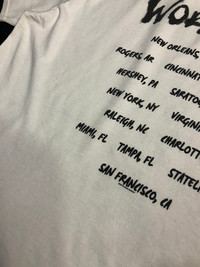 NEW ORLEANS,
ROGERS, AR CINCINNAT
HERSHEY, PA SARATO
NEW YORK, NY VIRGINI
RALEIGH, NC CHARLOTT
MIAMI, FL TAMPA, FL STATEL
SAN FRANCISCO, CA